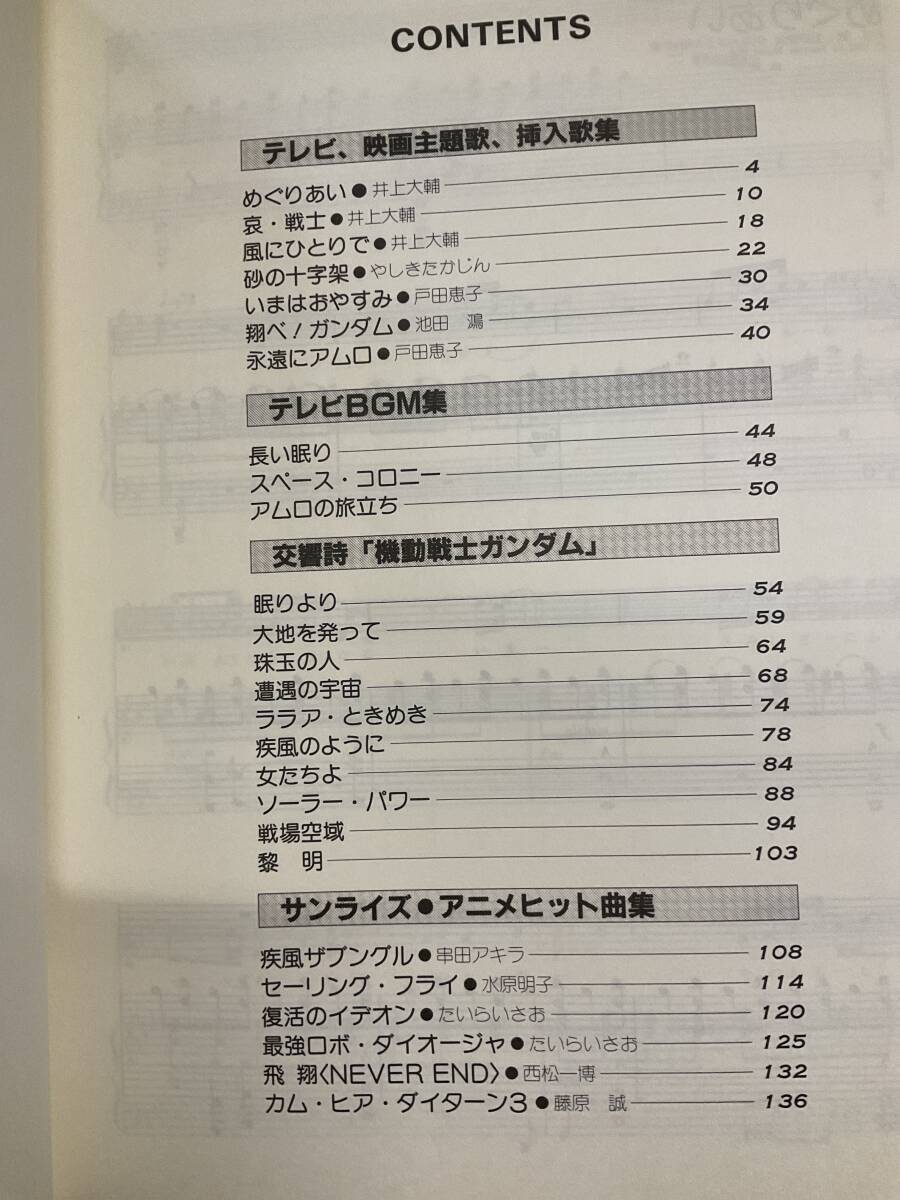 CONTENTS
テレビ、映画主題歌、挿入歌集
めぐりあい●井上大輔 4
哀・戦士●井上大輔 10
風にひとりで●井上大輔 18
砂の十字架●やしきたかじん 22
いまはおやすみ●戸田恵子 30
翔べ!ガンダム●池田 鴻 34
永遠にアムロ●戸田恵子 40
テレビBGM集
長い眠り 44
スペース・コロニー 48
アムロの旅立ち 50
交響詩「機動戦士ガンダム」
眠りより 54
大地を発って 59
珠玉の人 64
遭遇の宇宙 68
ララア・ときめき 74
疾風のように 78
女たちよ 84
ソーラー・パワー 88
戦場空域 94
黎 明 103
サンライズ●アニメヒット曲集
疾風ザブングル●串田アキラ 108
セーリング・フライ●水原明子 114
復活のイデオン●たいらいさお 120
最強ロボ・ダイオージャ●たいらいさお 125
飛 翔〈NEVER END〉●西松一博 132
カム・ヒア・ダイターン3●藤原 誠 136